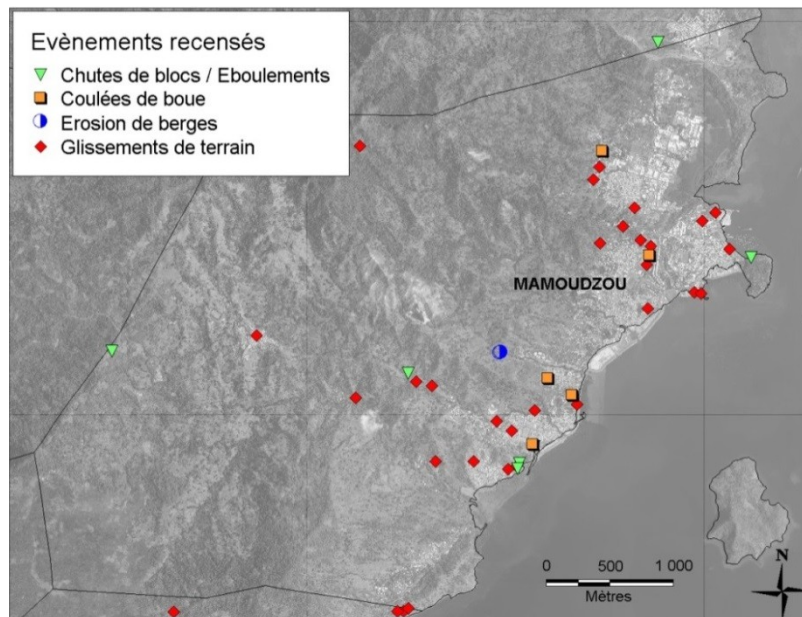 Evènements recensés
Chutes de blocs / Eboulements
Coulées de boue
Erosion de berges
Glissements de terrain
MAMOUDZOU
N
0 500 1 000
Mètres